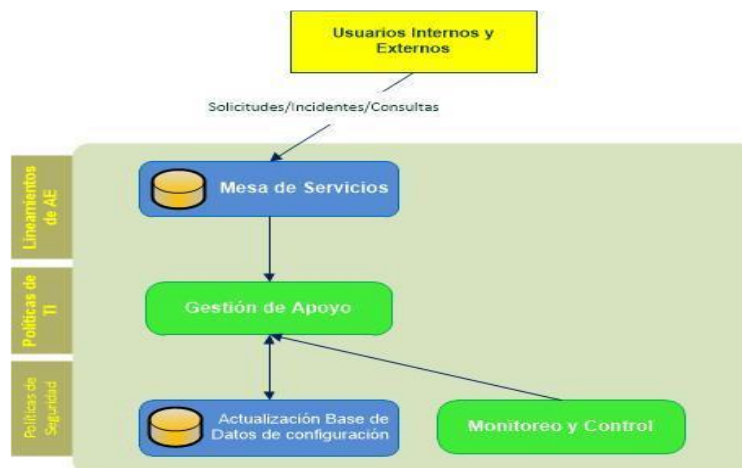 Usuarios Internos y
Externos
Solicitudes/Incidentes/Consultas
Lineamientos
de AE
Mesa de Servicios
Políticas de
TI
Gestión de Apoyo
Políticas de
Seguridad
Actualización Base de
Datos de configuración
Monitoreo y Control